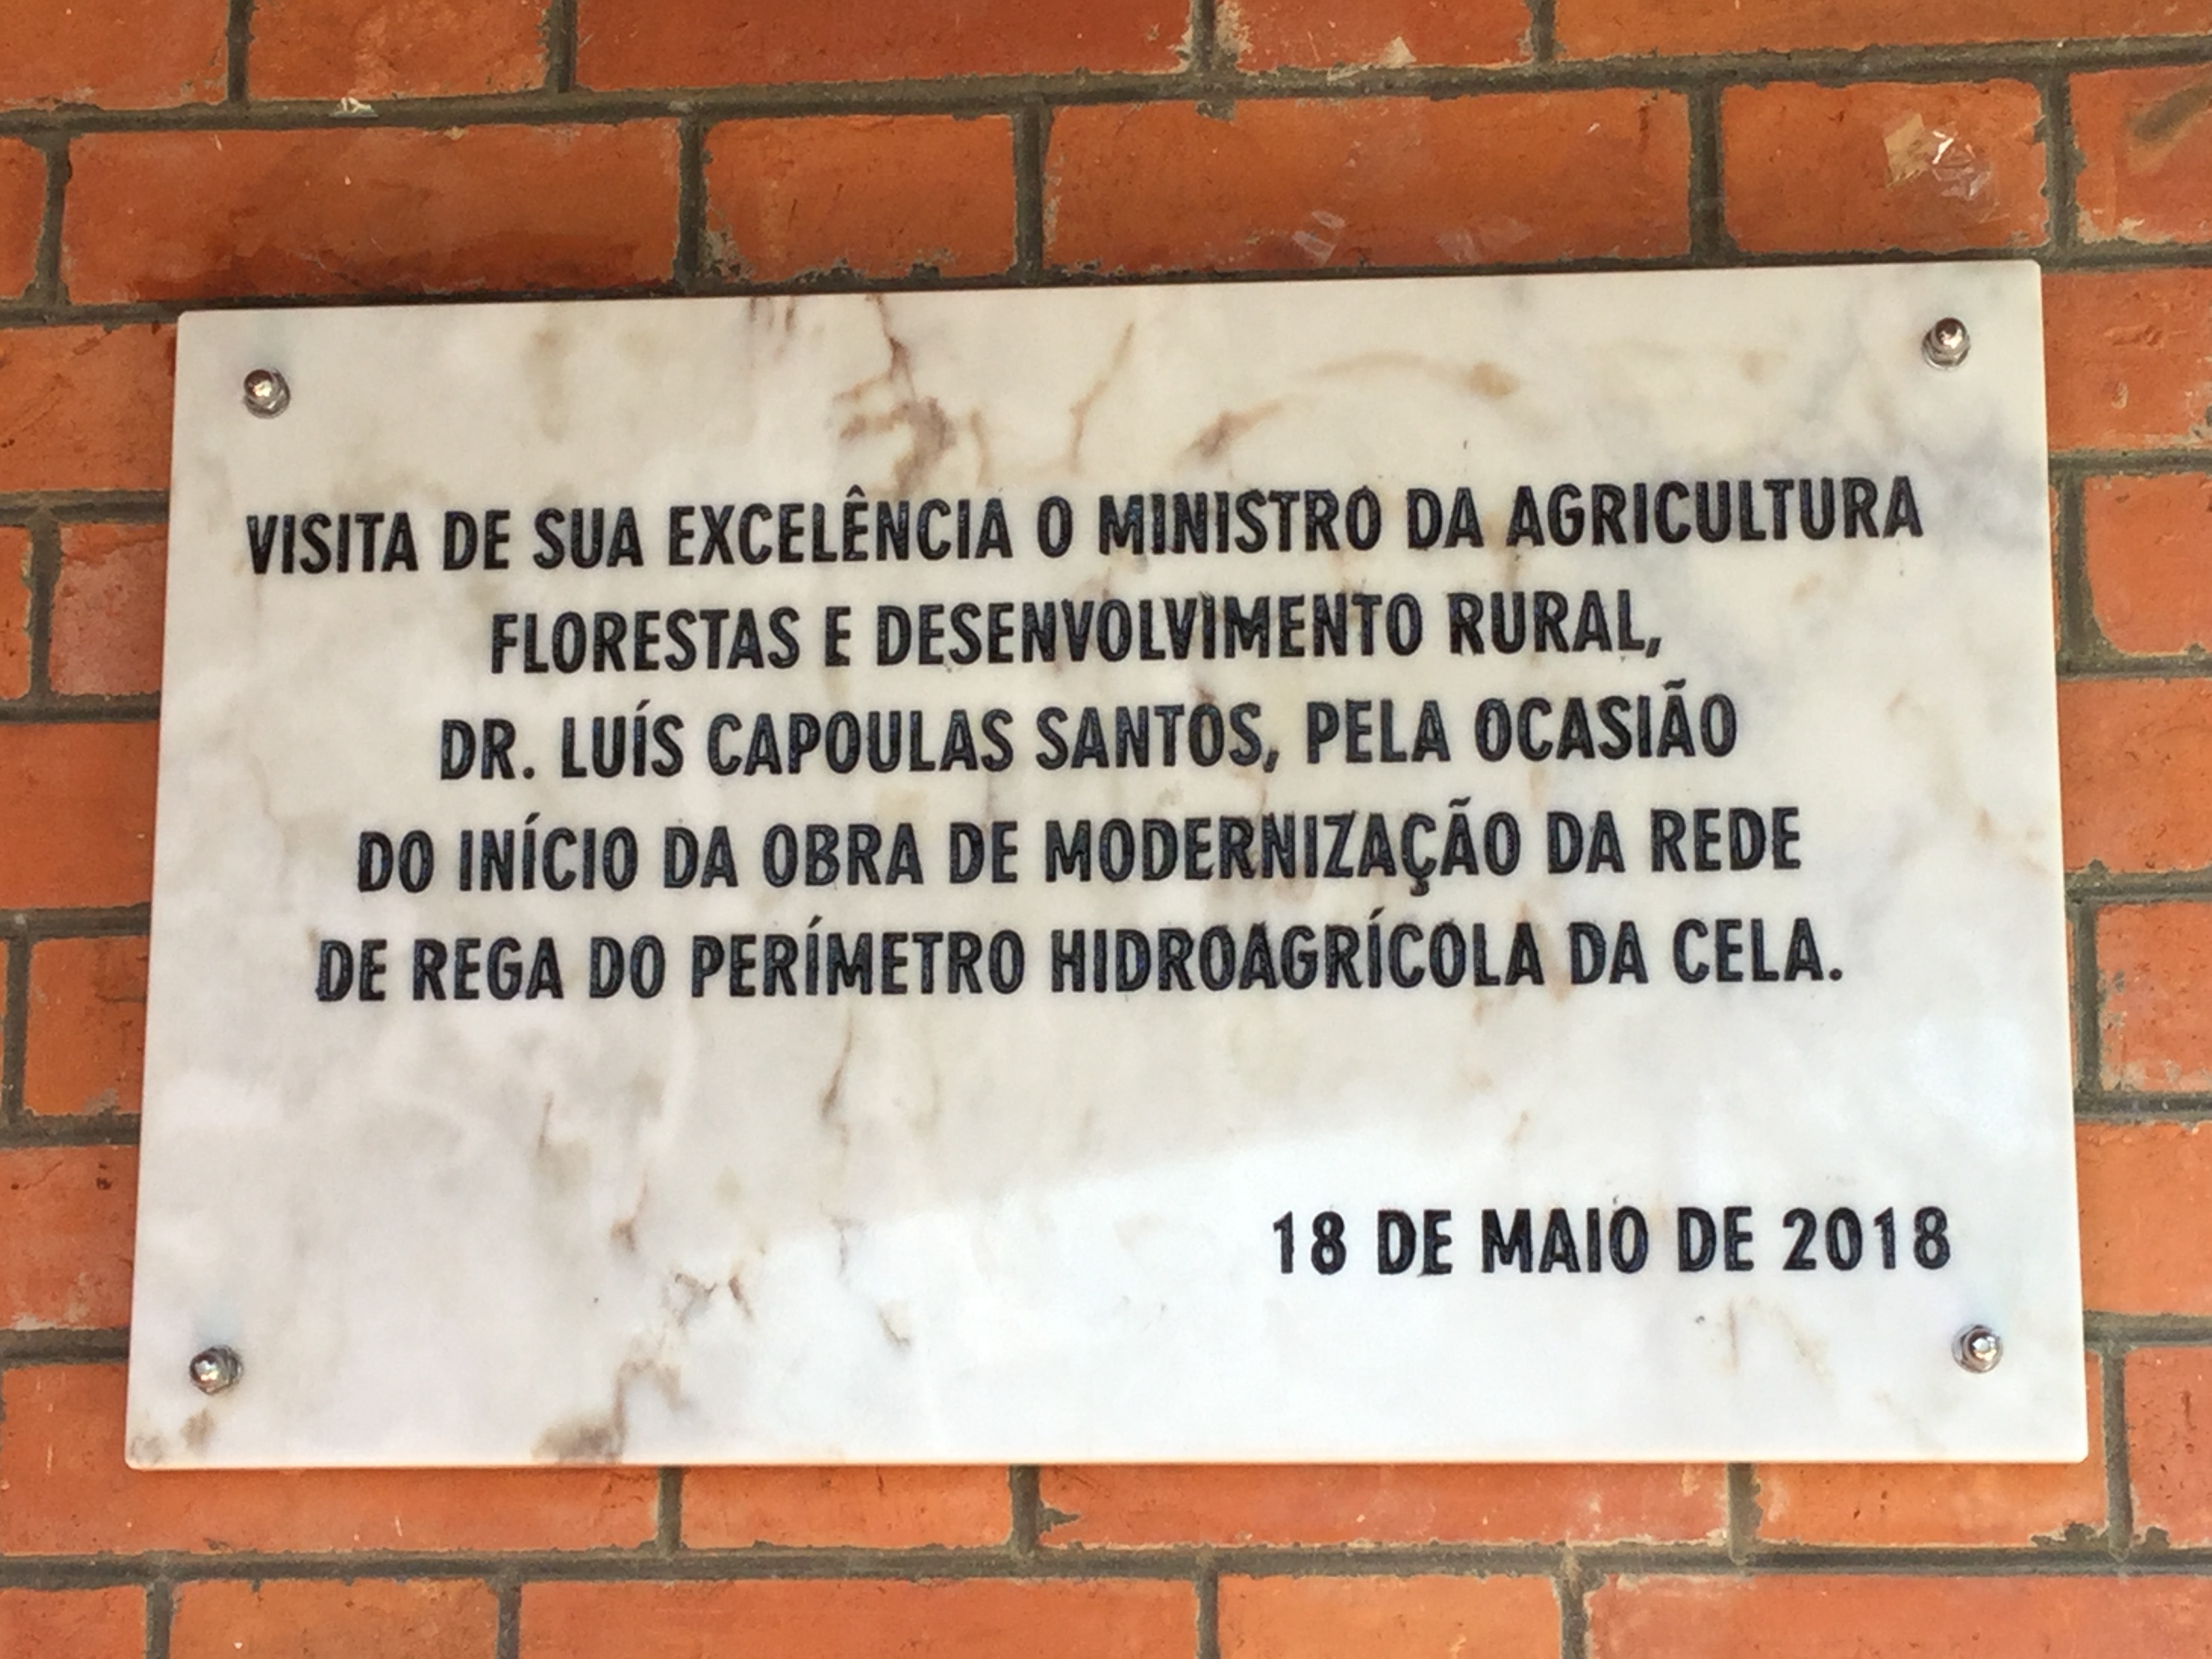 VISITA DE SUA EXCELÊNCIA O MINISTRO DA AGRICULTURA
FLORESTAS E DESENVOLVIMENTO RURAL,
DR. LUÍS CAPOULAS SANTOS, PELA OCASIÃO
DO INÍCIO DA OBRA DE MODERNIZAÇÃO DA REDE
DE REGA DO PERÍMETRO HIDROAGRÍCOLA DA CELA.
18 DE MAIO DE 2018